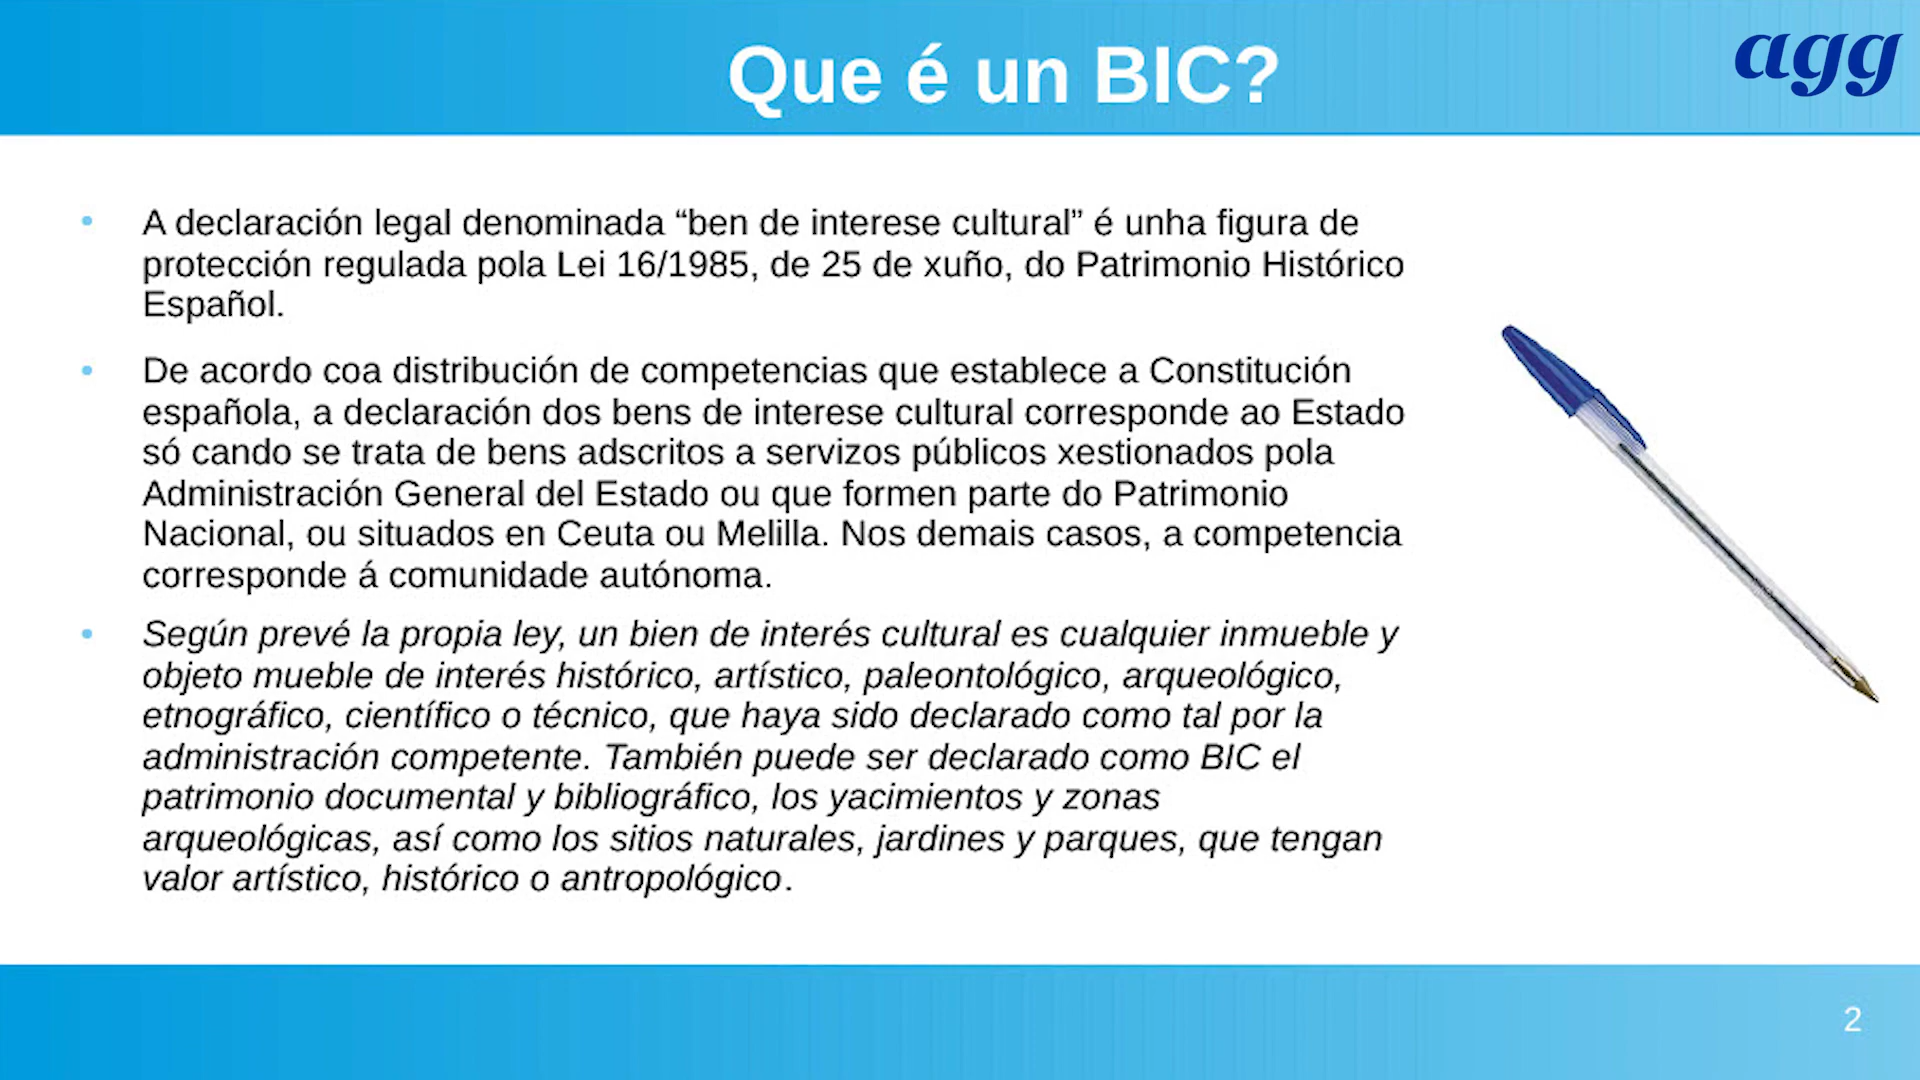 Que é un BIC?
agg
• A declaración legal denominada “ben de interese cultural” é unha figura de
protección regulada pola Lei 16/1985, de 25 de xuño, do Patrimonio Histórico
Español.
• De acordo coa distribución de competencias que establece a Constitución
española, a declaración dos bens de interese cultural corresponde ao Estado
só cando se trata de bens adscritos a servizos públicos xestionados pola
Administración General del Estado ou que formen parte do Patrimonio
Nacional, ou situados en Ceuta ou Melilla. Nos demais casos, a competencia
corresponde á comunidade autónoma.
• Según prevé la propia ley, un bien de interés cultural es cualquier inmueble y
objeto mueble de interés histórico, artístico, paleontológico, arqueológico,
etnográfico, científico o técnico, que haya sido declarado como tal por la
administración competente. También puede ser declarado como BIC el
patrimonio documental y bibliográfico, los yacimientos y zonas
arqueológicas, así como los sitios naturales, jardines y parques, que tengan
valor artístico, histórico o antropológico.
2